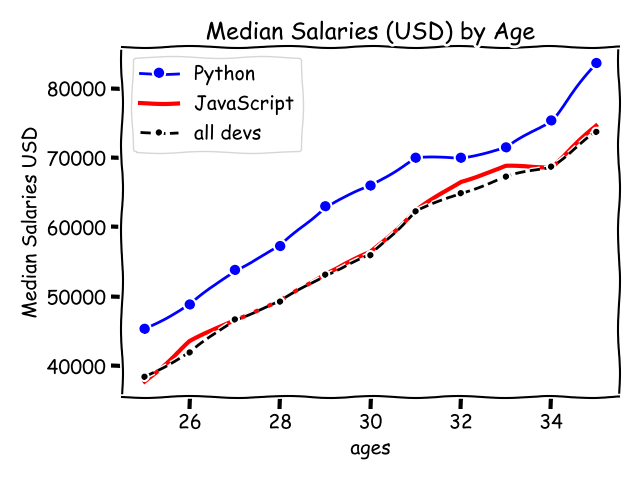 Median Salaries (USD) by Age
Python
JavaScript
all devs
Median Salaries USD
80000
70000
60000
50000
40000
26 28 30 32 34
ages